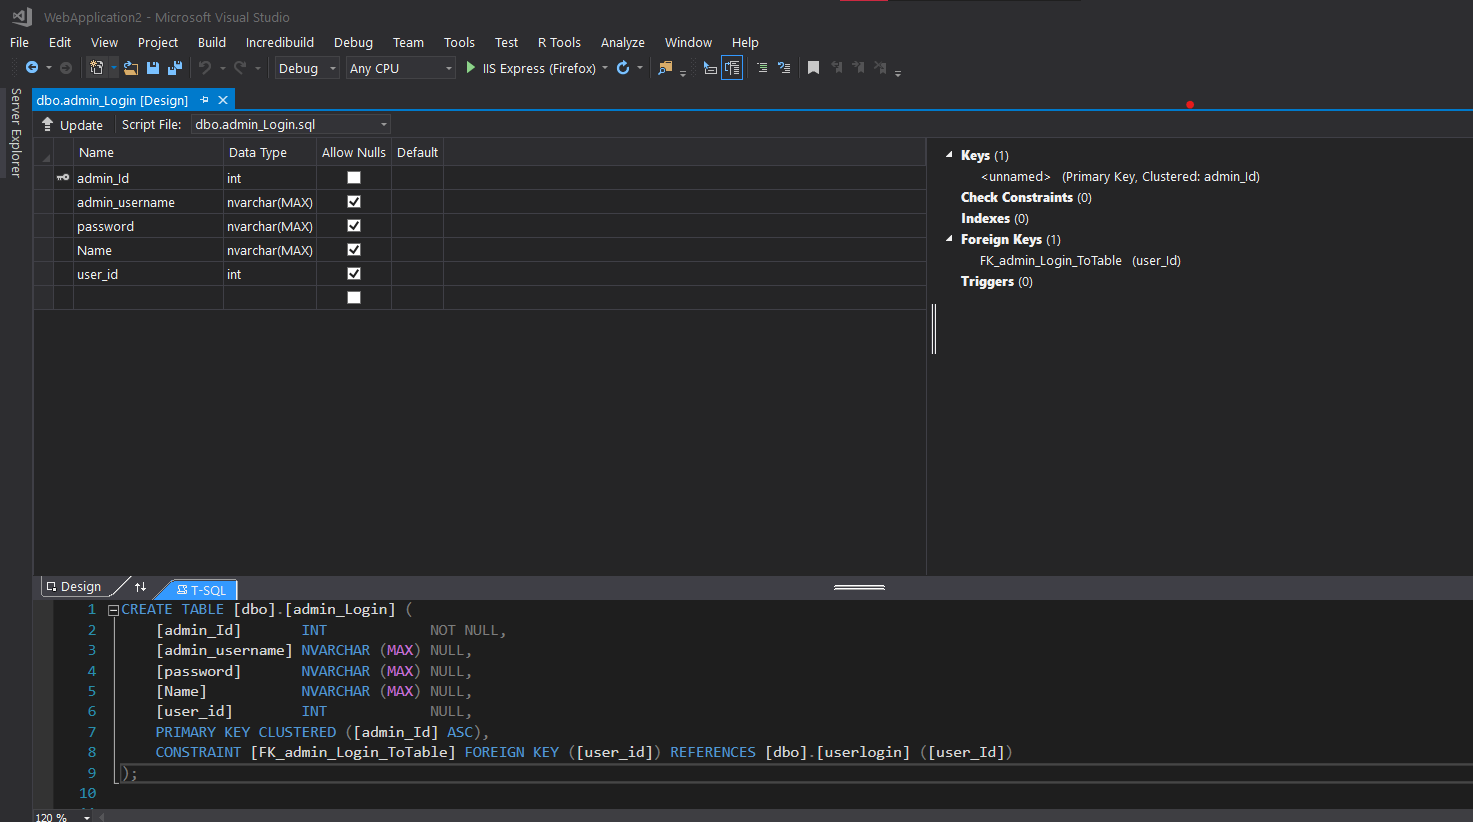 WebApplication2 - Microsoft Visual Studio
File Edit View Project Build Incredibuild Debug Team Tools Test R Tools Analyze Window Help
Debug Any CPU IIS Express (Firefox)
Server Explorer
dbo.admin_Login [Design]
Update Script File: dbo.admin_Login.sql
Name Data Type Allow Nulls Default
admin_Id int
admin_username nvarchar(MAX)
password nvarchar(MAX)
Name nvarchar(MAX)
user_id int
Keys (1)
<unnamed> (Primary Key, Clustered: admin_Id)
Check Constraints (0)
Indexes (0)
Foreign Keys (1)
FK_admin_Login_ToTable (user_Id)
Triggers (0)
Design T-SQL
1 CREATE TABLE [dbo].[admin_Login] (
2 [admin_Id] INT NOT NULL,
3 [admin_username] NVARCHAR (MAX) NULL,
4 [password] NVARCHAR (MAX) NULL,
5 [Name] NVARCHAR (MAX) NULL,
6 [user_id] INT NULL,
7 PRIMARY KEY CLUSTERED ([admin_Id] ASC),
8 CONSTRAINT [FK_admin_Login_ToTable] FOREIGN KEY ([user_id]) REFERENCES [dbo].[userlogin] ([user_Id])
9 );
10
120 %